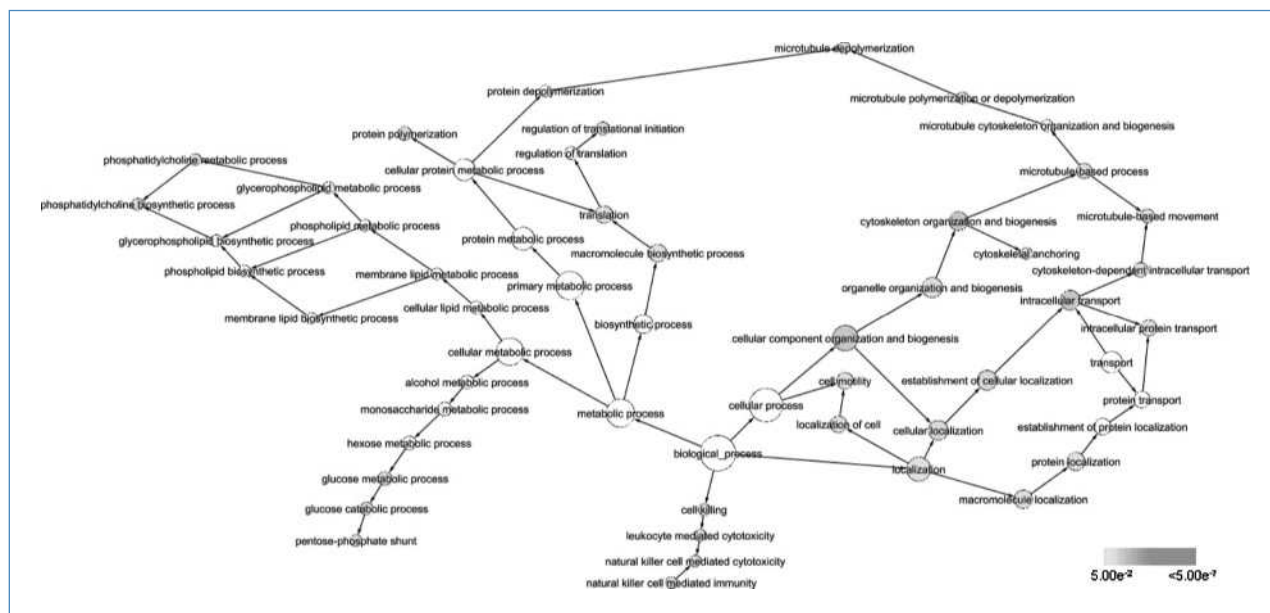 microtubule depolymerization
protein depolymerization
microtubule polymerization or depolymerization
protein polymerization
regulation of translational initiation
microtubule cytoskeleton organization and biogenesis
phosphatidylcholine metabolic process
regulation of translation
cellular protein metabolic process
microtubule-based process
glycerophospholipid metabolic process
phosphatidylcholine biosynthetic process
translation
cytoskeleton organization and biogenesis
microtubule-based movement
phospholipid metabolic process
glycerophospholipid biosynthetic process
protein metabolic process
macromolecule biosynthetic process
cytoskeletal anchoring
phospholipid biosynthetic process
membrane lipid metabolic process
cytoskeleton-dependent intracellular transport
primary metabolic process
organelle organization and biogenesis
cellular lipid metabolic process
intracellular transport
membrane lipid biosynthetic process
biosynthetic process
intracellular protein transport
cellular component organization and biogenesis
cellular metabolic process
transport
alcohol metabolic process
cell motility
establishment of cellular localization
monosaccharide metabolic process
metabolic process
cellular process
protein transport
localization of cell
cellular localization
establishment of protein localization
hexose metabolic process
biological_process
protein localization
localization
glucose metabolic process
macromolecule localization
glucose catabolic process
cell killing
pentose-phosphate shunt
leukocyte mediated cytotoxicity
natural killer cell mediated cytotoxicity
natural killer cell mediated immunity
5.00e⁻² <5.00e⁻⁷